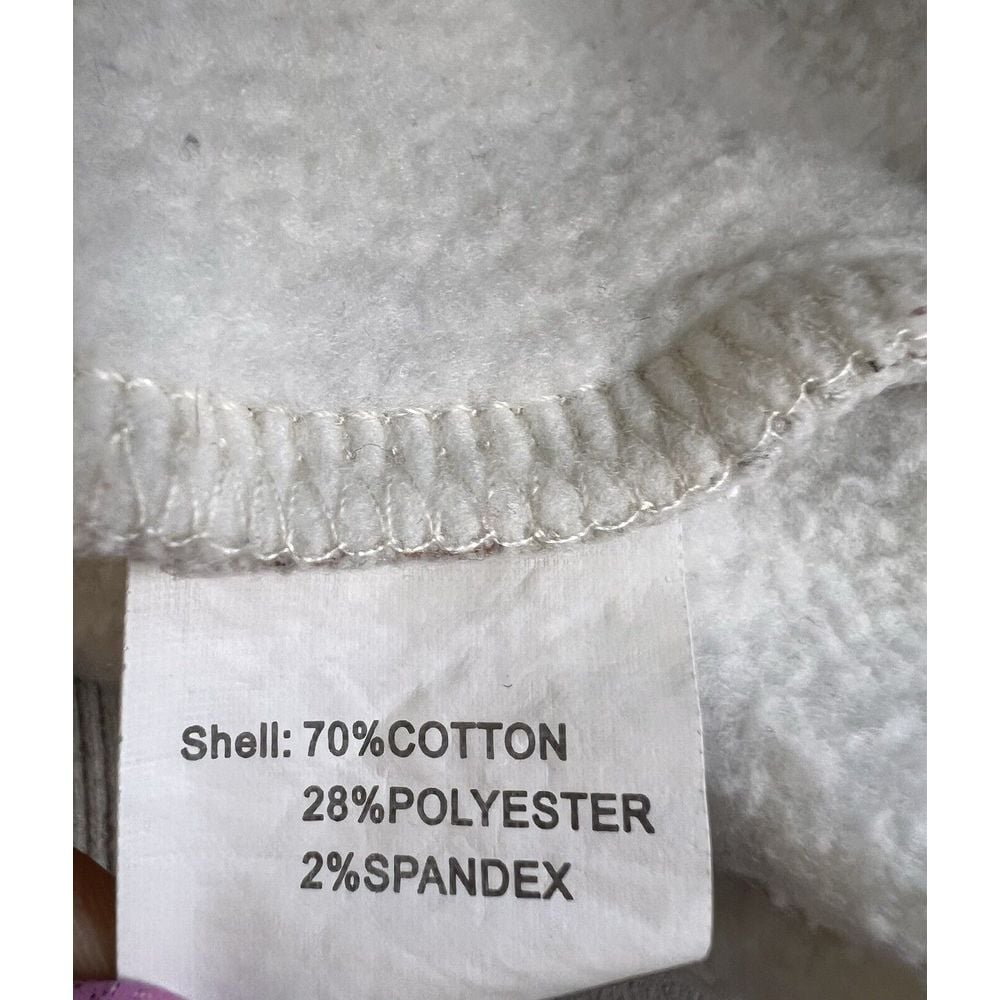 Shell: 70%COTTON
28%POLYESTER
2%SPANDEX